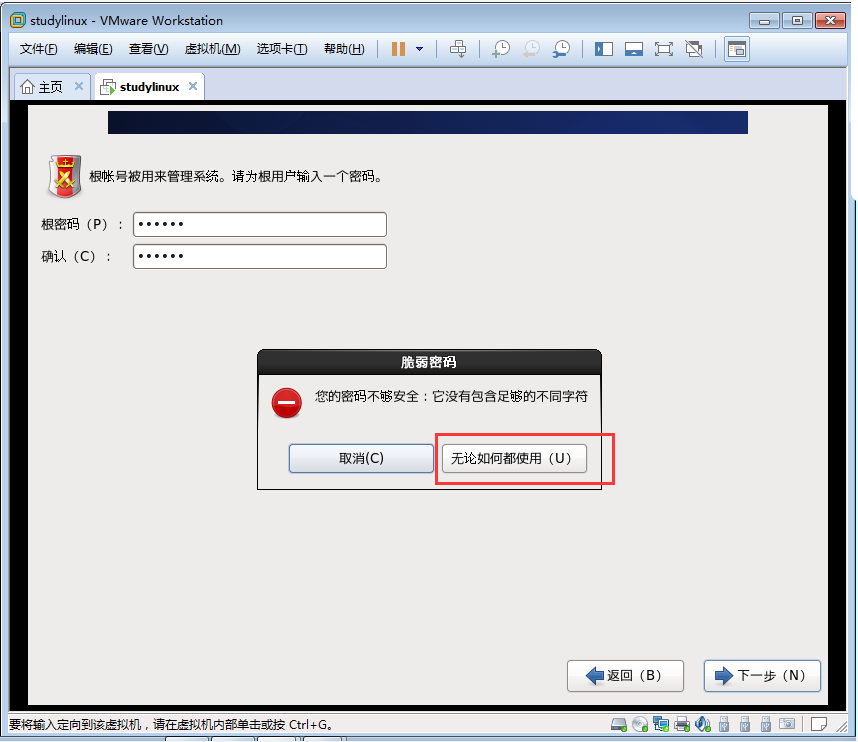 studylinux - VMware Workstation
文件(F) 编辑(E) 查看(V) 虚拟机(M) 选项卡(T) 帮助(H)
主页 studylinux
根帐号被用来管理系统。请为根用户输入一个密码。
根密码（P）： ••••••
确认（C）： ••••••
脆弱密码
您的密码不够安全：它没有包含足够的不同字符
取消(C) 无论如何都使用（U）
返回（B） 下一步（N）
要将输入定向到该虚拟机，请在虚拟机内部单击或按 Ctrl+G。